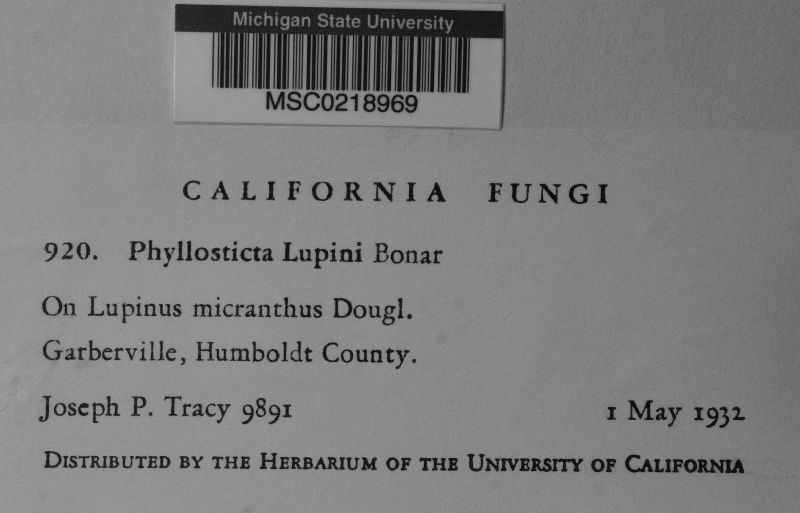 Michigan State University
MSC0218969
CALIFORNIA FUNGI
920. Phyllosticta Lupini Bonar
On Lupinus micranthus Dougl.
Garberville, Humboldt County.
Joseph P. Tracy 9891 1 May 1932
DISTRIBUTED BY THE HERBARIUM OF THE UNIVERSITY OF CALIFORNIA